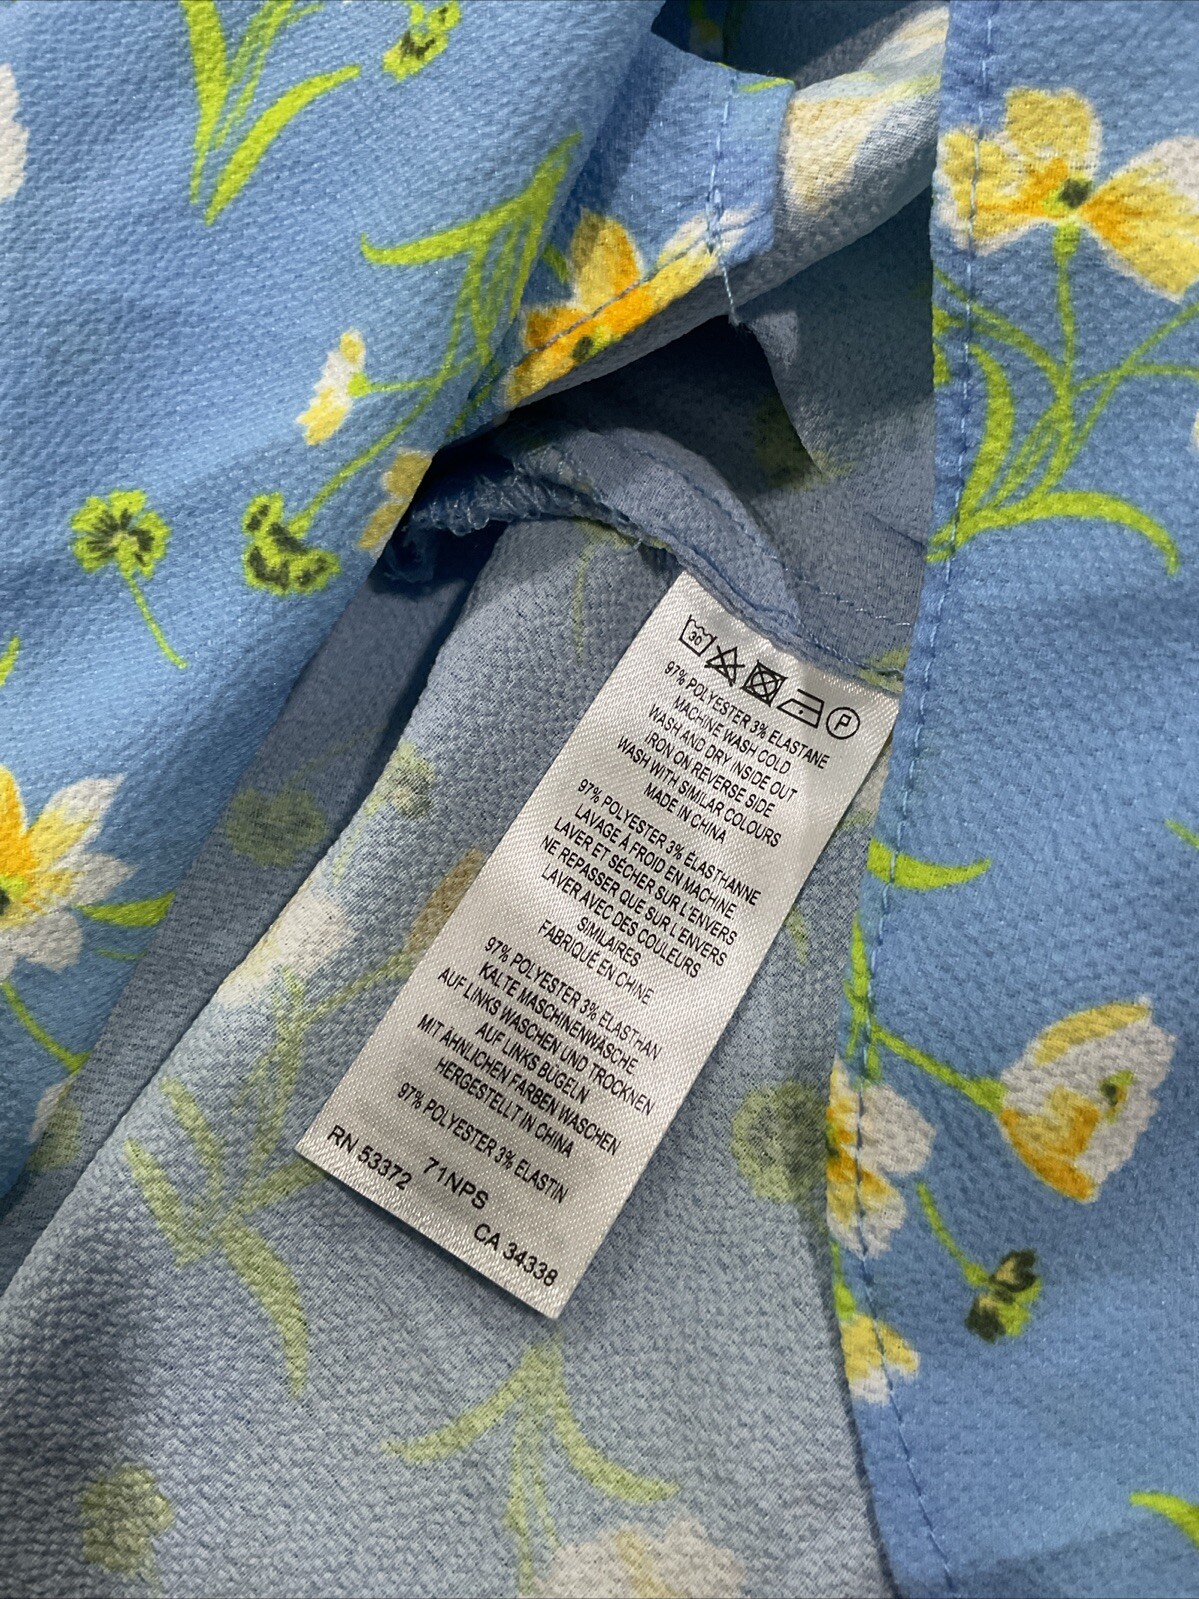 30
P
97% POLYESTER 3% ELASTANE
MACHINE WASH COLD
WASH AND DRY INSIDE OUT
IRON ON REVERSE SIDE
WASH WITH SIMILAR COLOURS
MADE IN CHINA
97% POLYESTER 3% ÉLASTHANNE
LAVAGE À FROID EN MACHINE
LAVER ET SÉCHER SUR L'ENVERS
NE REPASSER QUE SUR L'ENVERS
LAVER AVEC DES COULEURS
SIMILAIRES
FABRIQUÉ EN CHINE
97% POLYESTER 3% ELASTHAN
KALTE MASCHINENWÄSCHE
AUF LINKS WASCHEN UND TROCKNEN
AUF LINKS BÜGELN
MIT ÄHNLICHEN FARBEN WASCHEN
HERGESTELLT IN CHINA
97% POLYESTER 3% ELASTIN
71NPS
RN 53372
CA 34338